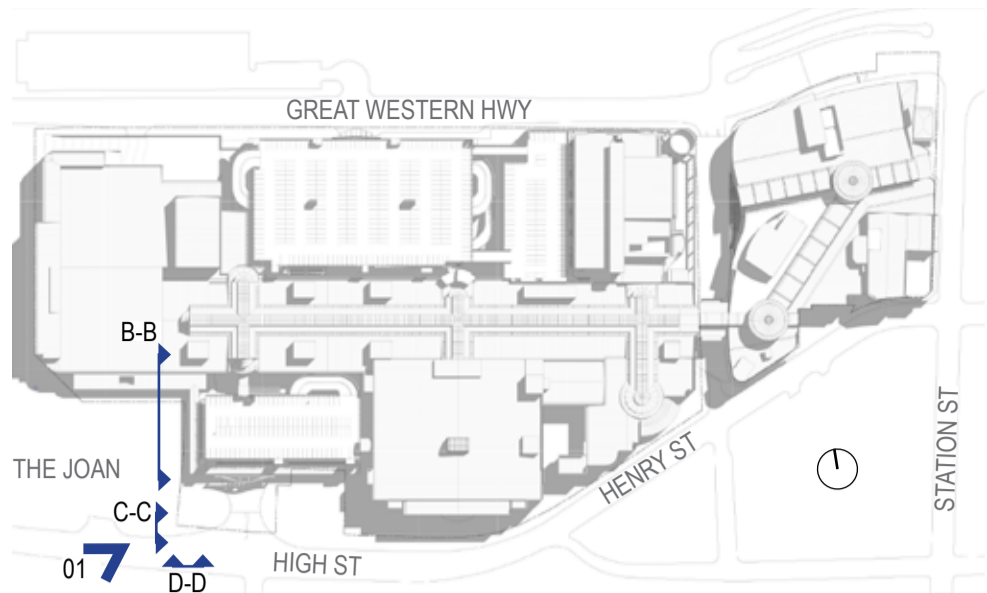 GREAT WESTERN HWY
B-B
THE JOAN
C-C
01
D-D
HIGH ST
HENRY ST
STATION ST